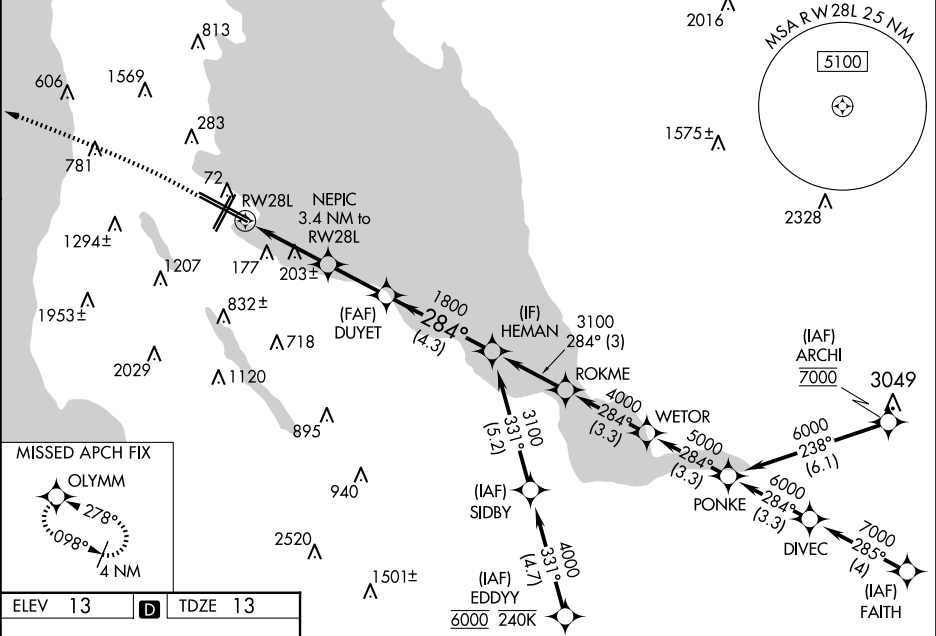 2016
MSA RW28L 25 NM
5100
813
606
1569
283
1575±
781
72
RW28L
NEPIC
3.4 NM to
RW28L
2328
1294±
177
203±
1207
1953±
832±
(FAF)
DUYET
1800
284°
(4.3)
(IF)
HEMAN
3100
284° (3)
718
2029
1120
ROKME
(IAF)
ARCHI
7000
3049
4000
284°
(3.3)
WETOR
895
3100
331°
(5.2)
5000
284°
(3.3)
6000
238°
(6.1)
MISSED APCH FIX
OLYMM
278°
098°
4 NM
940
(IAF)
SIDBY
PONKE
6000
284°
(3.3)
DIVEC
7000
285°
(4)
(IAF)
FAITH
2520
4000
331°
(4.7)
1501±
(IAF)
EDDYY
6000 240K
ELEV 13 D TDZE 13